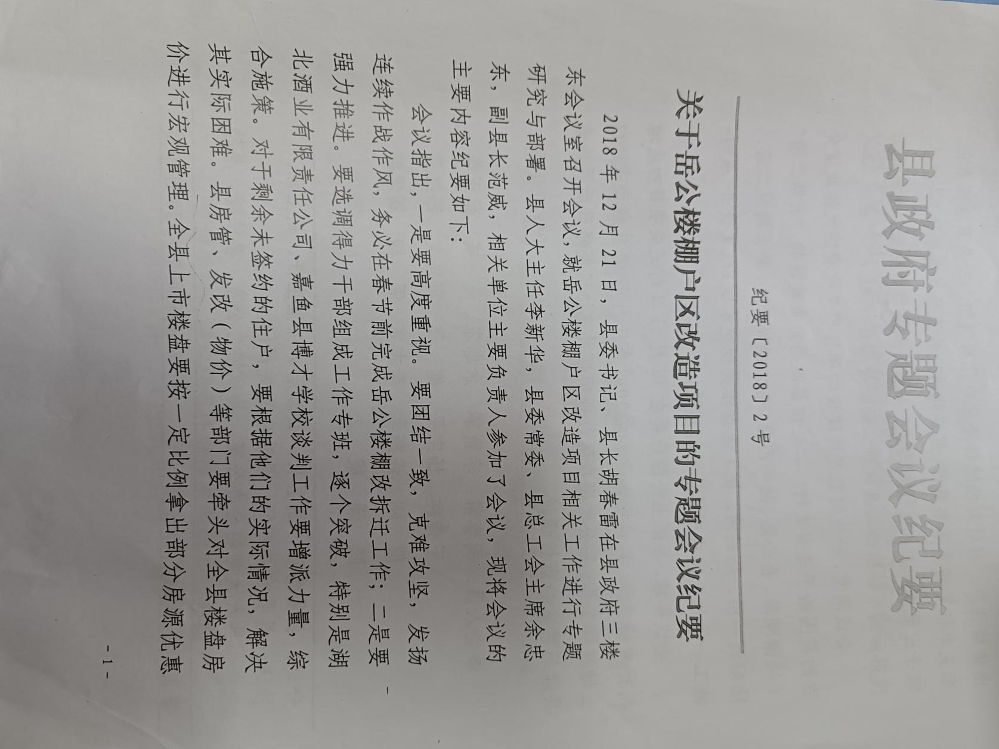 县政府专题会议纪要
纪要〔2018〕2号
关于岳公楼棚户区改造项目的专题会议纪要
2018年12月21日，县委书记、县长胡春雷在县政府三楼
东会议室召开会议，就岳公楼棚户区改造项目相关工作进行专题
研究与部署。县人大主任李新华，县委常委、县总工会主席余忠
东，副县长范威，相关单位主要负责人参加了会议，现将会议的
主要内容纪要如下：
会议指出，一是要高度重视。要团结一致，克难攻坚，发扬
连续作战作风，务必在春节前完成岳公楼棚改拆迁工作；二是要
强力推进。要选调得力干部组成工作专班，逐个突破，特别是湖
北酒业有限责任公司、嘉鱼县博才学校谈判工作要增派力量，综
合施策。对于剩余未签约的住户，要根据他们的实际情况，解决
其实际困难。县房管、发改（物价）等部门要牵头对全县楼盘房
价进行宏观管理。全县上市楼盘要按一定比例拿出部分房源优惠
- 1 -